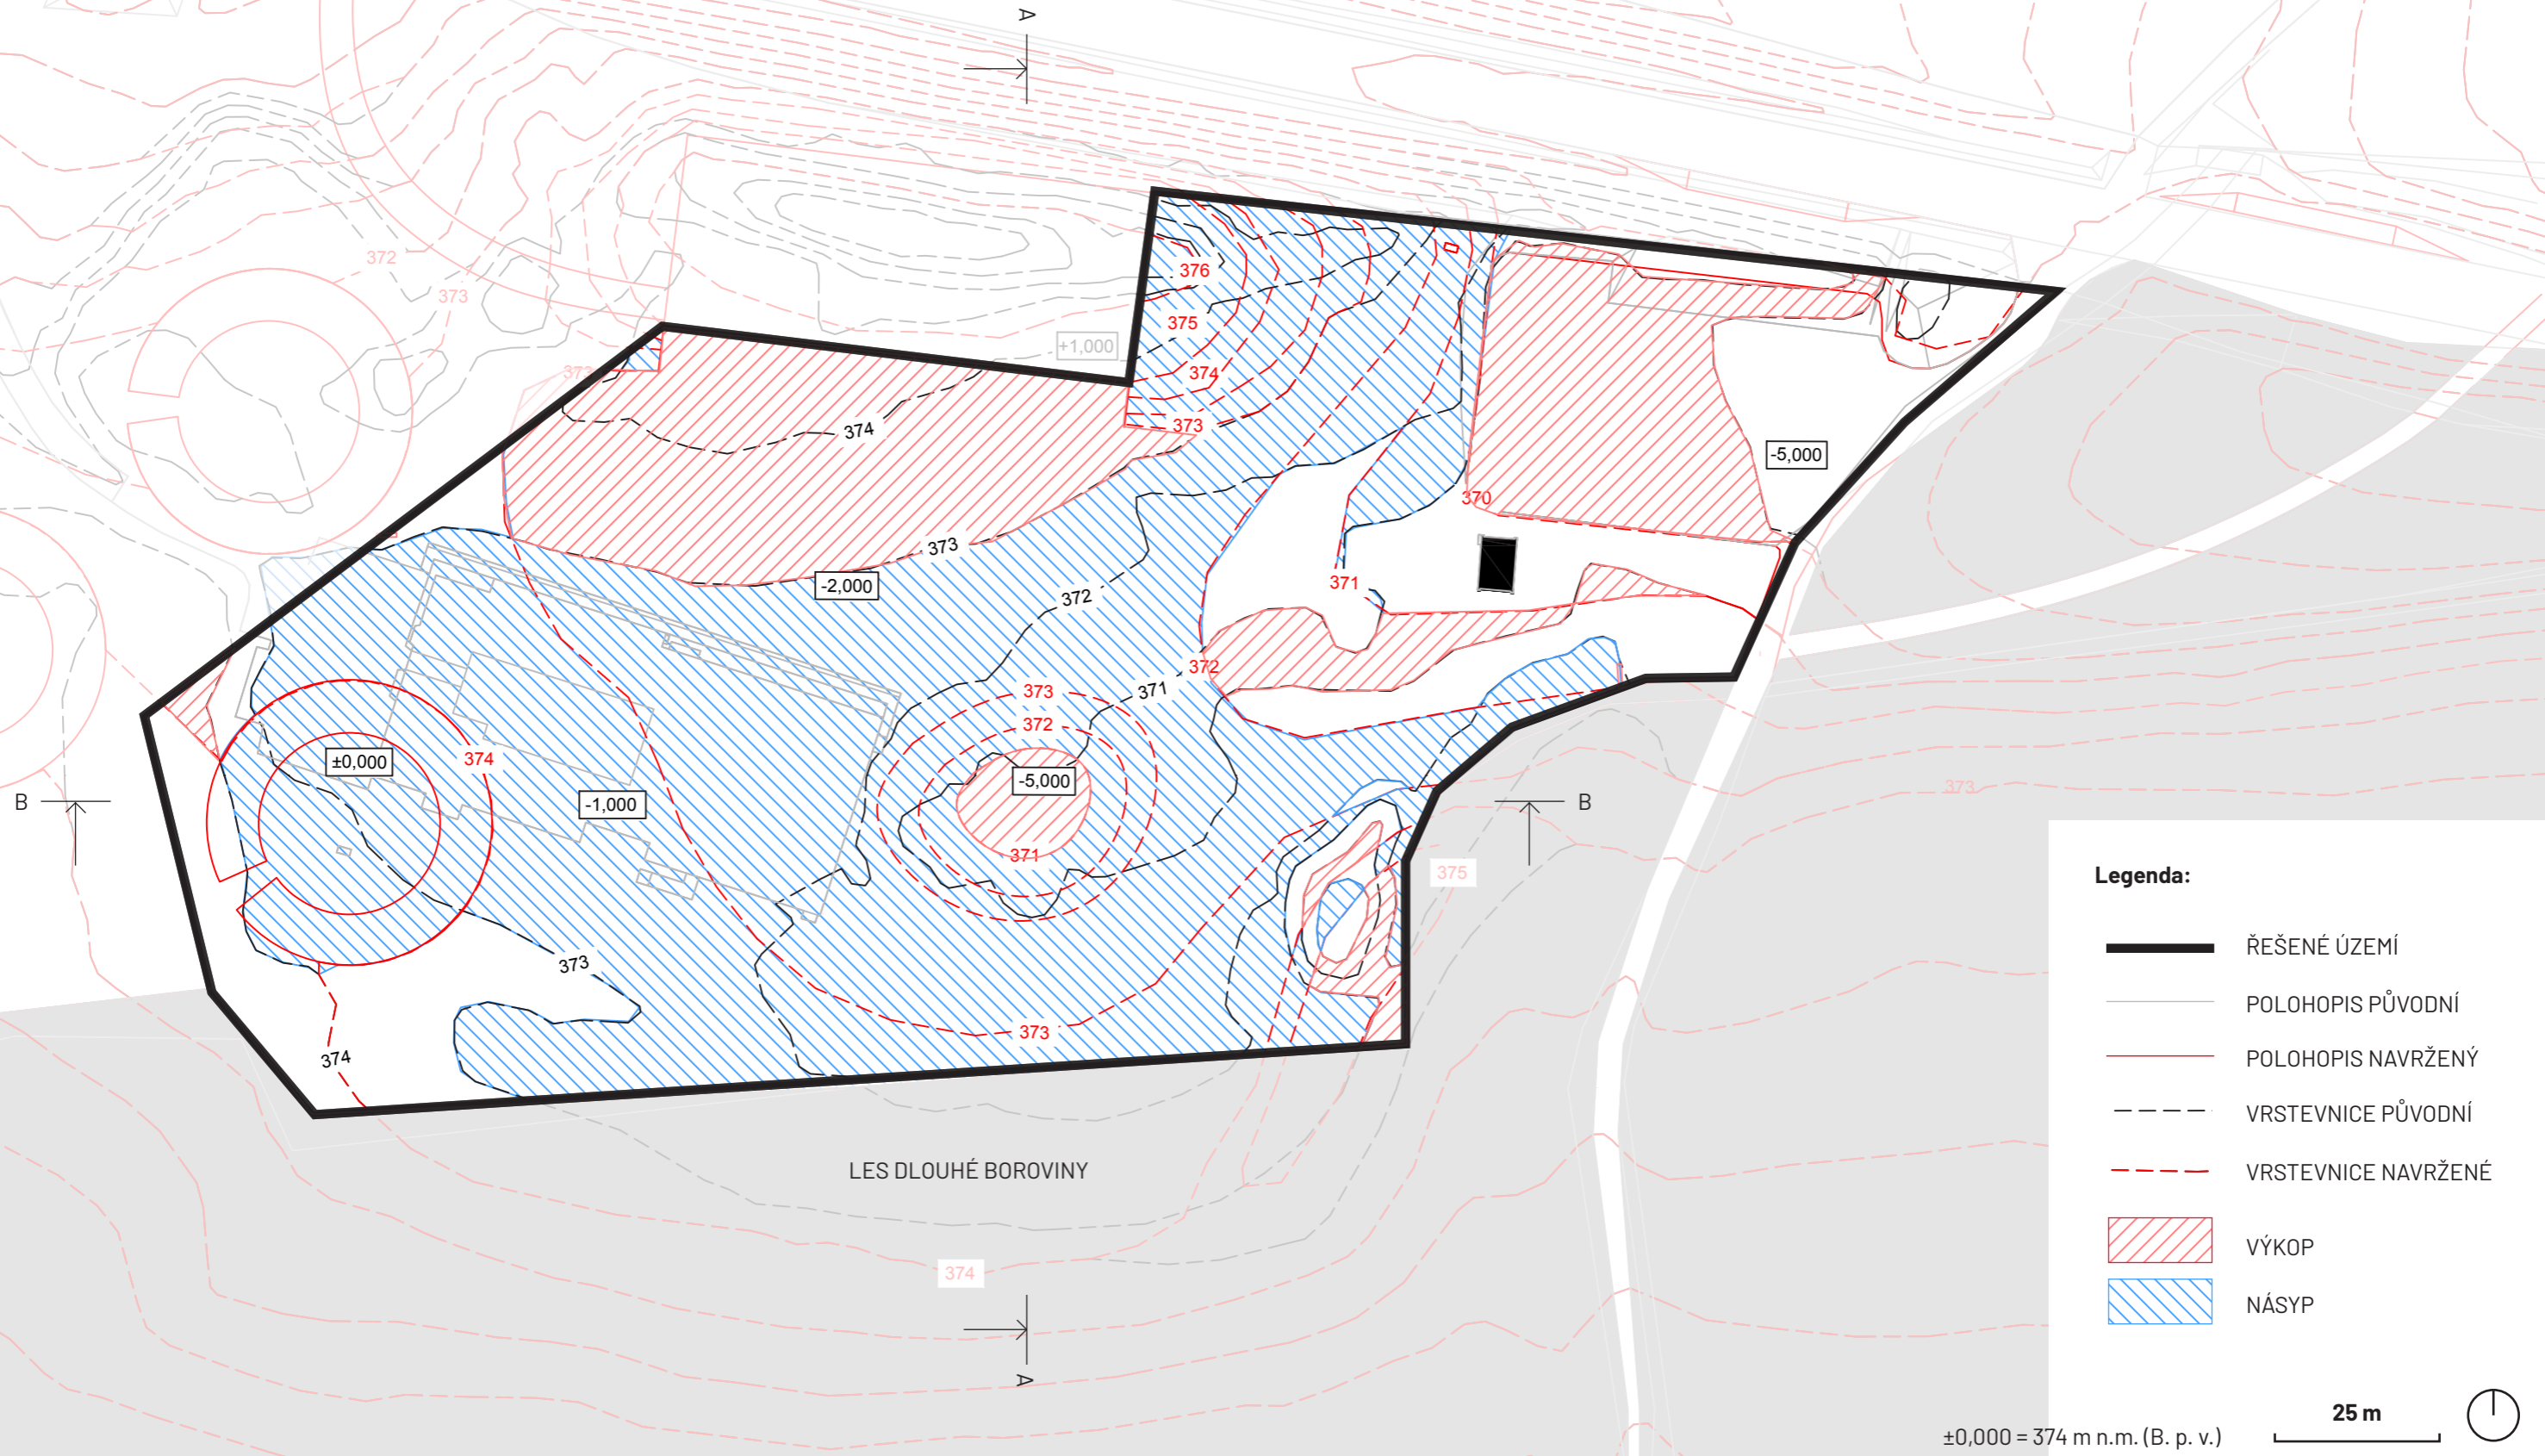 A
372
373
376
375
+1,000
373
374
374
373
-5,000
370
373
-2,000
371
372
372
371
373
372
±0,000
374
-5,000
373
-1,000
B
B
371
375
Legenda:
373
ŘEŠENÉ ÚZEMÍ
POLOHOPIS PŮVODNÍ
373
374
POLOHOPIS NAVRŽENÝ
VRSTEVNICE PŮVODNÍ
LES DLOUHÉ BOROVINY
VRSTEVNICE NAVRŽENÉ
VÝKOP
374
NÁSYP
A
25 m
±0,000 = 374 m n.m. (B. p. v.)